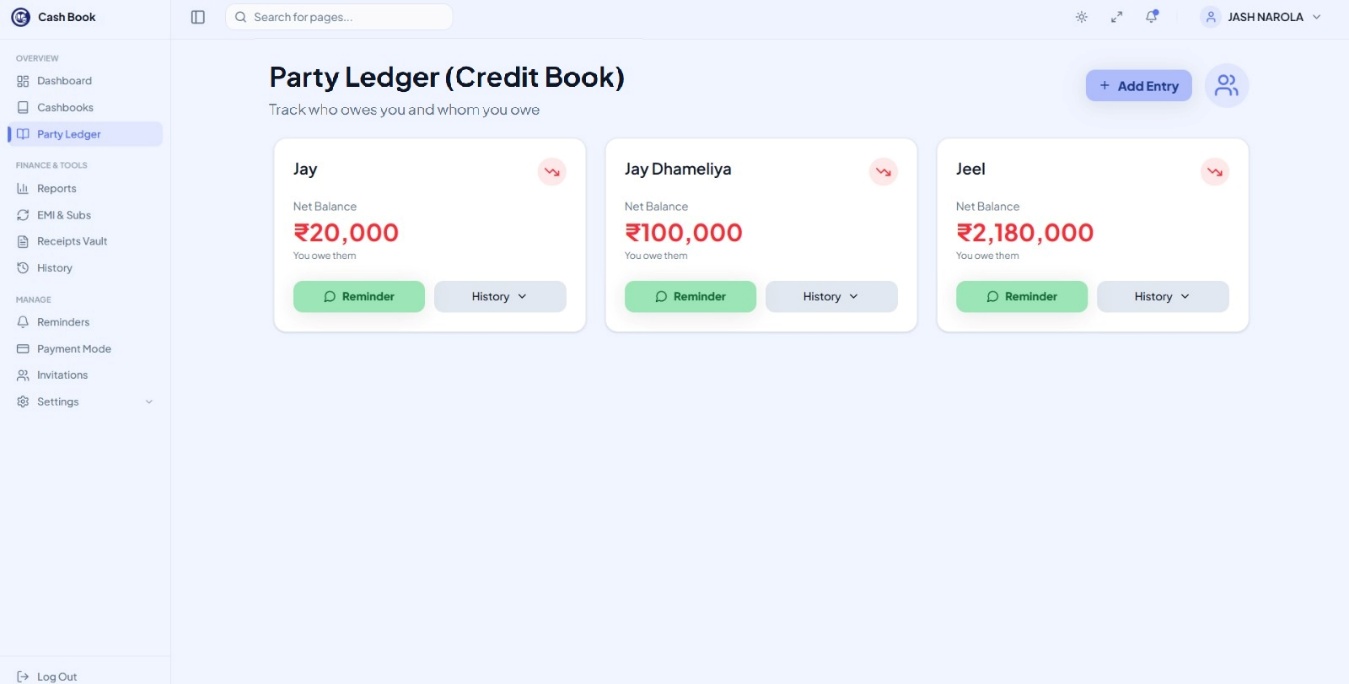 Cash Book
Search for pages...
JASH NAROLA
OVERVIEW
Dashboard
Cashbooks
Party Ledger
FINANCE & TOOLS
Reports
EMI & Subs
Receipts Vault
History
MANAGE
Reminders
Payment Mode
Invitations
Settings
Log Out
Party Ledger (Credit Book)
Track who owes you and whom you owe
+ Add Entry
Jay
Net Balance
₹20,000
You owe them
Reminder
History
Jay Dhameliya
Net Balance
₹100,000
You owe them
Reminder
History
Jeel
Net Balance
₹2,180,000
You owe them
Reminder
History